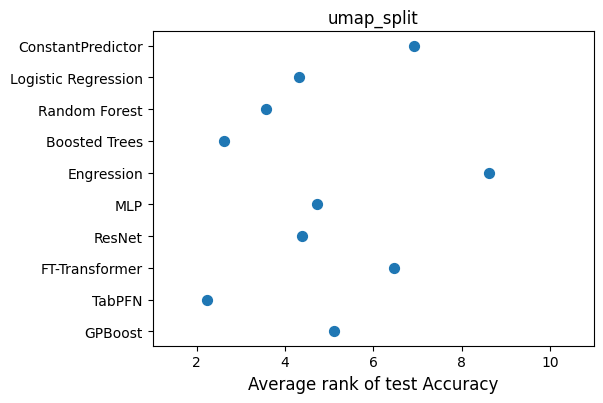 umap_split
ConstantPredictor
Logistic Regression
Random Forest
Boosted Trees
Engression
MLP
ResNet
FT-Transformer
TabPFN
GPBoost
2 4 6 8 10
Average rank of test Accuracy